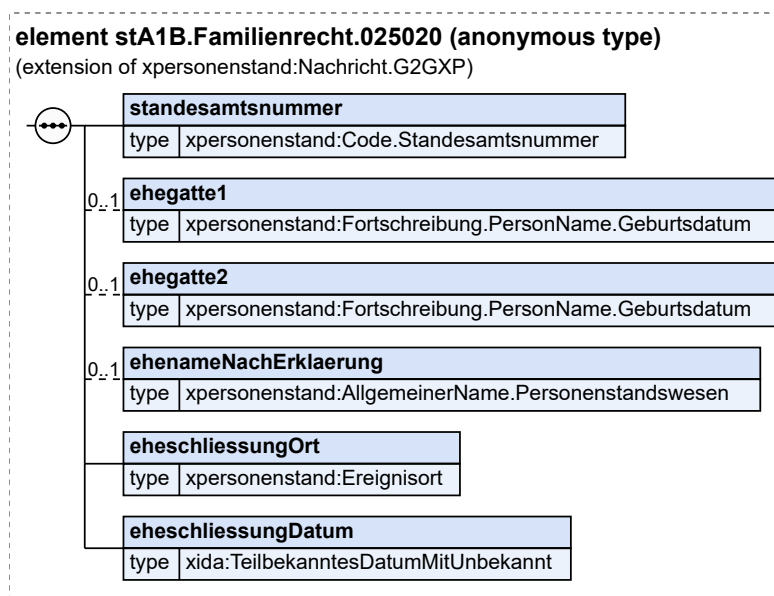 element stA1B.Familienrecht.025020 (anonymous type)
(extension of xpersonenstand:Nachricht.G2GXP)
standesamtsnummer
type xpersonenstand:Code.Standesamtsnummer
0..1 ehegatte1
type xpersonenstand:Fortschreibung.PersonName.Geburtsdatum
0..1 ehegatte2
type xpersonenstand:Fortschreibung.PersonName.Geburtsdatum
0..1 ehenameNachErklaerung
type xpersonenstand:AllgemeinerName.Personenstandswesen
eheschliessungOrt
type xpersonenstand:Ereignisort
eheschliessungDatum
type xida:TeilbekanntesDatumMitUnbekannt